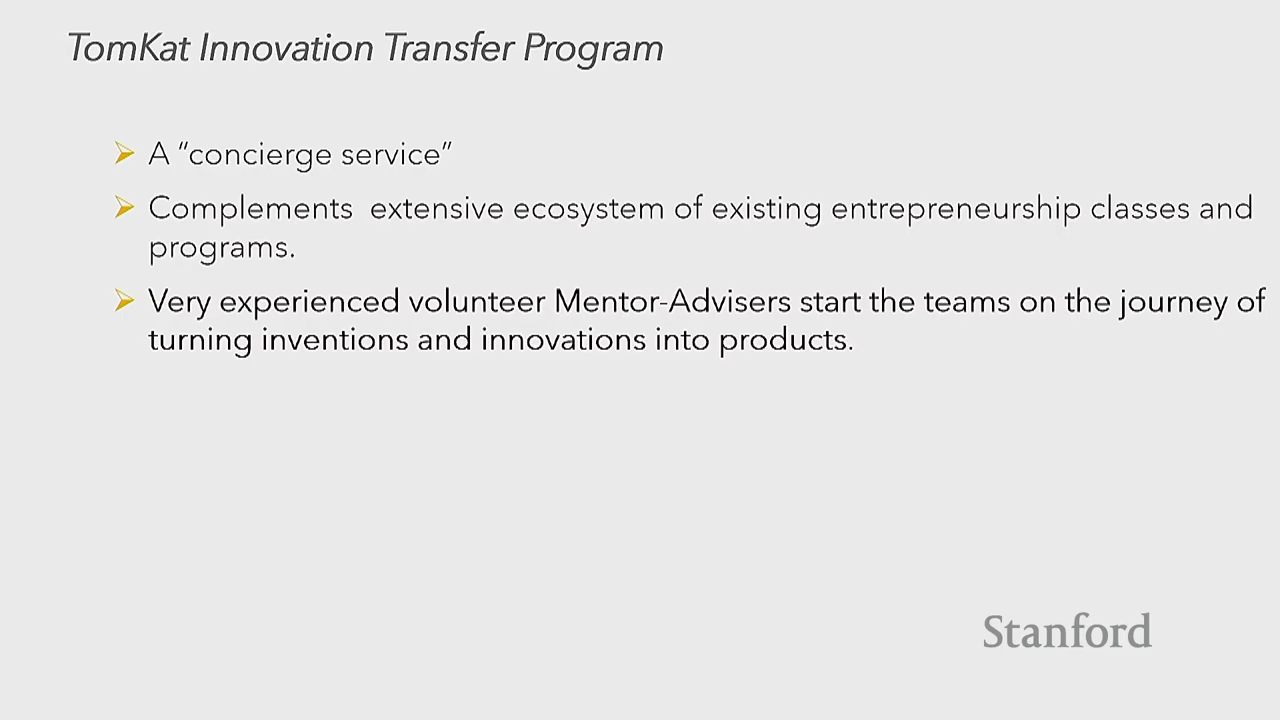 TomKat Innovation Transfer Program
A “concierge service”
Complements extensive ecosystem of existing entrepreneurship classes and
programs.
Very experienced volunteer Mentor-Advisers start the teams on the journey of
turning inventions and innovations into products.
Stanford